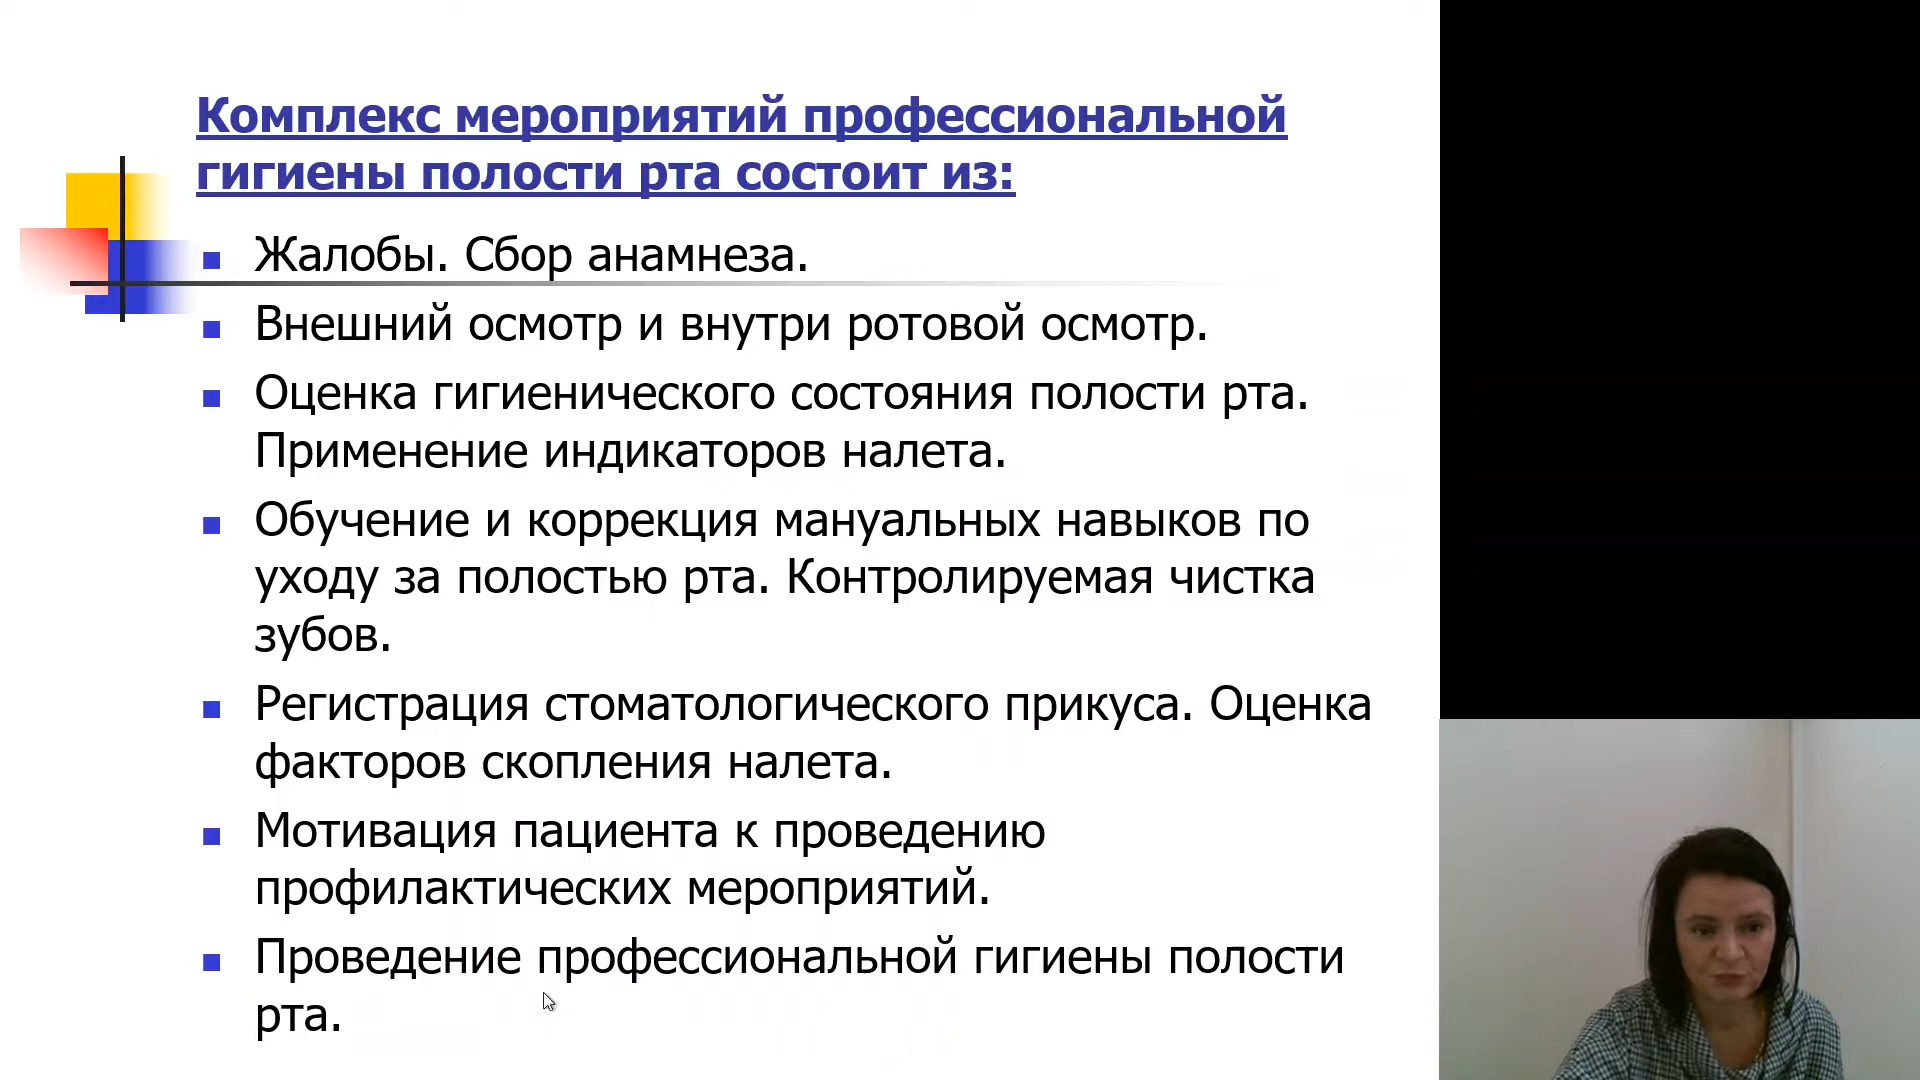 Комплекс мероприятий профессиональной
гигиены полости рта состоит из:
Жалобы. Сбор анамнеза.
Внешний осмотр и внутри ротовой осмотр.
Оценка гигиенического состояния полости рта.
Применение индикаторов налета.
Обучение и коррекция мануальных навыков по
уходу за полостью рта. Контролируемая чистка
зубов.
Регистрация стоматологического прикуса. Оценка
факторов скопления налета.
Мотивация пациента к проведению
профилактических мероприятий.
Проведение профессиональной гигиены полости
рта.